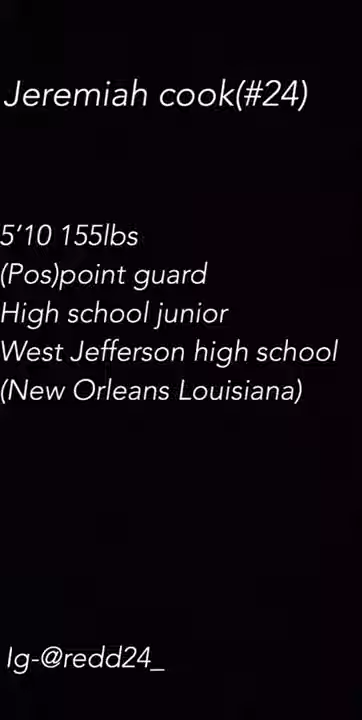 Jeremiah cook(#24)
5'10 155lbs
(Pos)point guard
High school junior
West Jefferson high school
(New Orleans Louisiana)
Ig-@redd24_